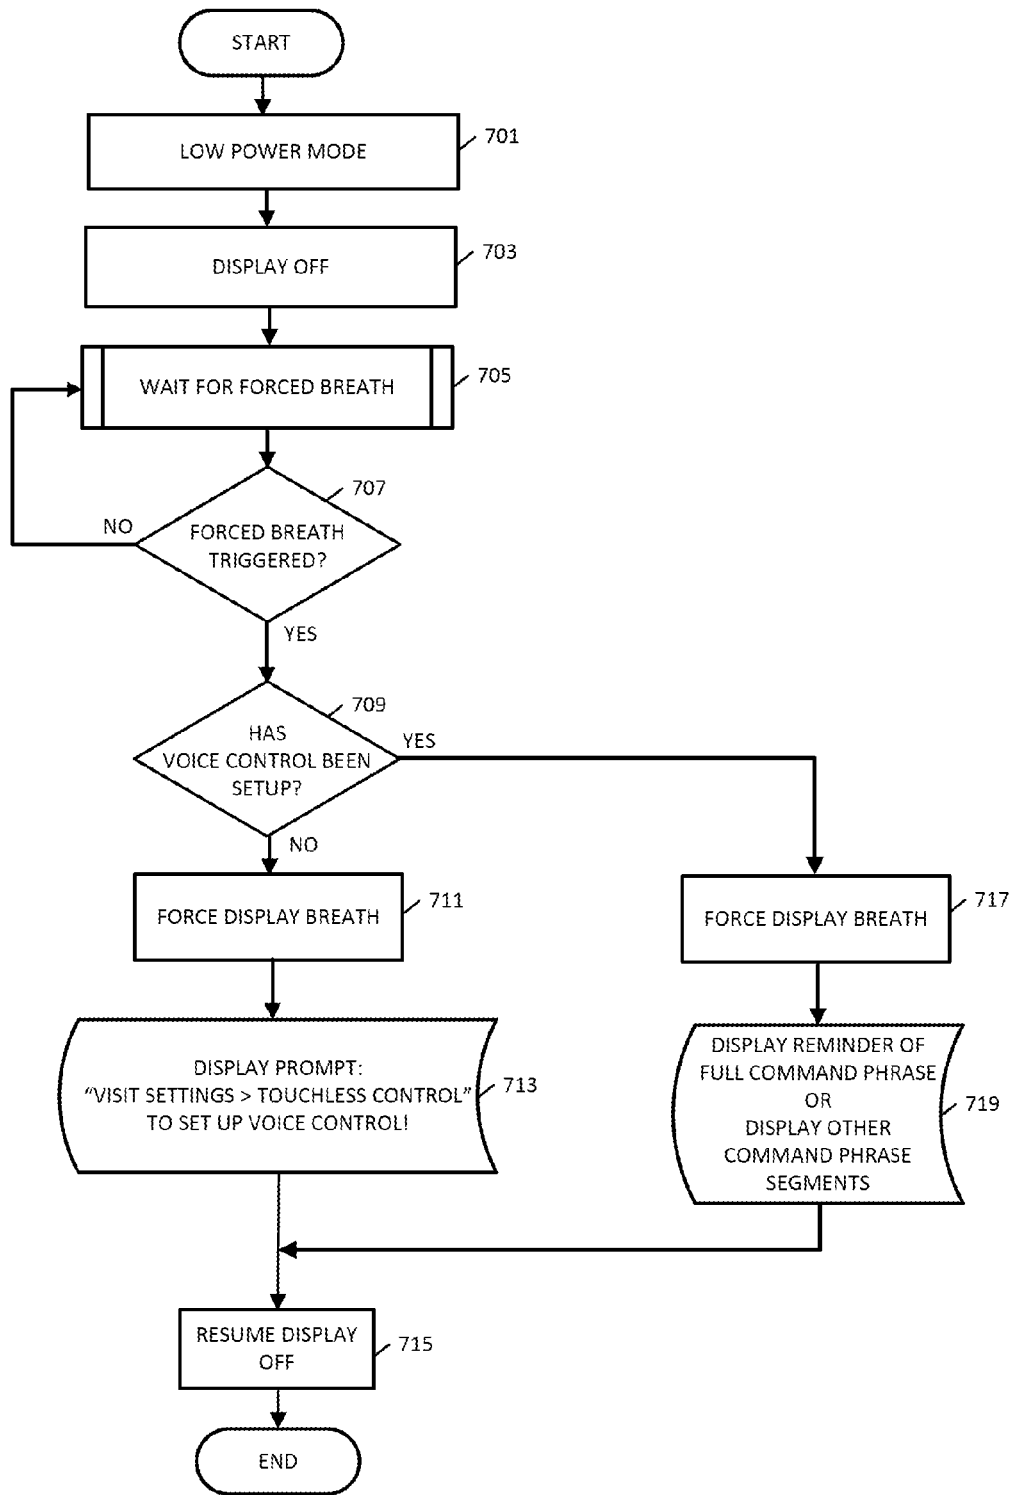 START
LOW POWER MODE
701
DISPLAY OFF
703
WAIT FOR FORCED BREATH
705
707
NO
FORCED BREATH
TRIGGERED?
YES
709
HAS
VOICE CONTROL BEEN
SETUP?
YES
NO
FORCE DISPLAY BREATH
711
FORCE DISPLAY BREATH
717
DISPLAY PROMPT:
“VISIT SETTINGS > TOUCHLESS CONTROL”
TO SET UP VOICE CONTROL!
713
DISPLAY REMINDER OF
FULL COMMAND PHRASE
OR
DISPLAY OTHER
COMMAND PHRASE
SEGMENTS
719
RESUME DISPLAY
OFF
715
END